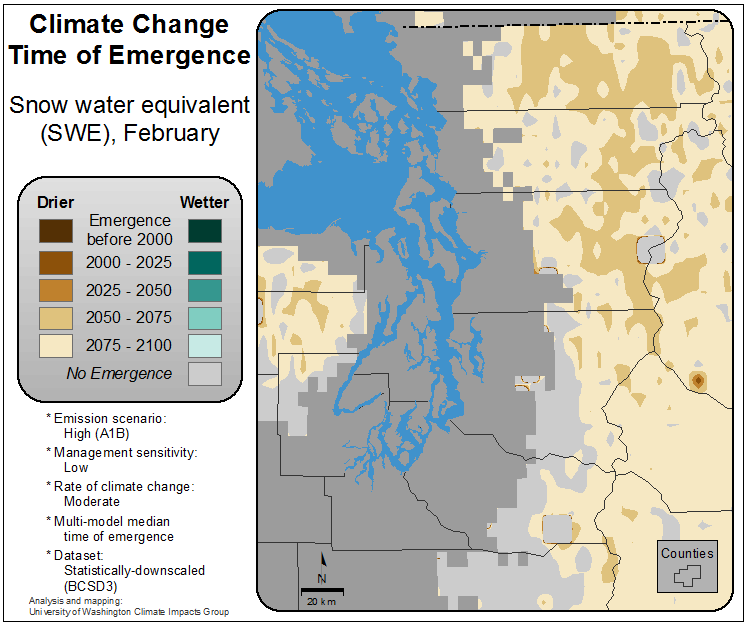 Climate Change
Time of Emergence
Snow water equivalent
(SWE), February
Drier
Wetter
Emergence
before 2000
2000 - 2025
2025 - 2050
2050 - 2075
2075 - 2100
No Emergence
* Emission scenario:
High (A1B)
* Management sensitivity:
Low
* Rate of climate change:
Moderate
* Multi-model median
time of emergence
* Dataset:
Statistically-downscaled
(BCSD3)
Analysis and mapping:
University of Washington Climate Impacts Group
N
20 km
Counties